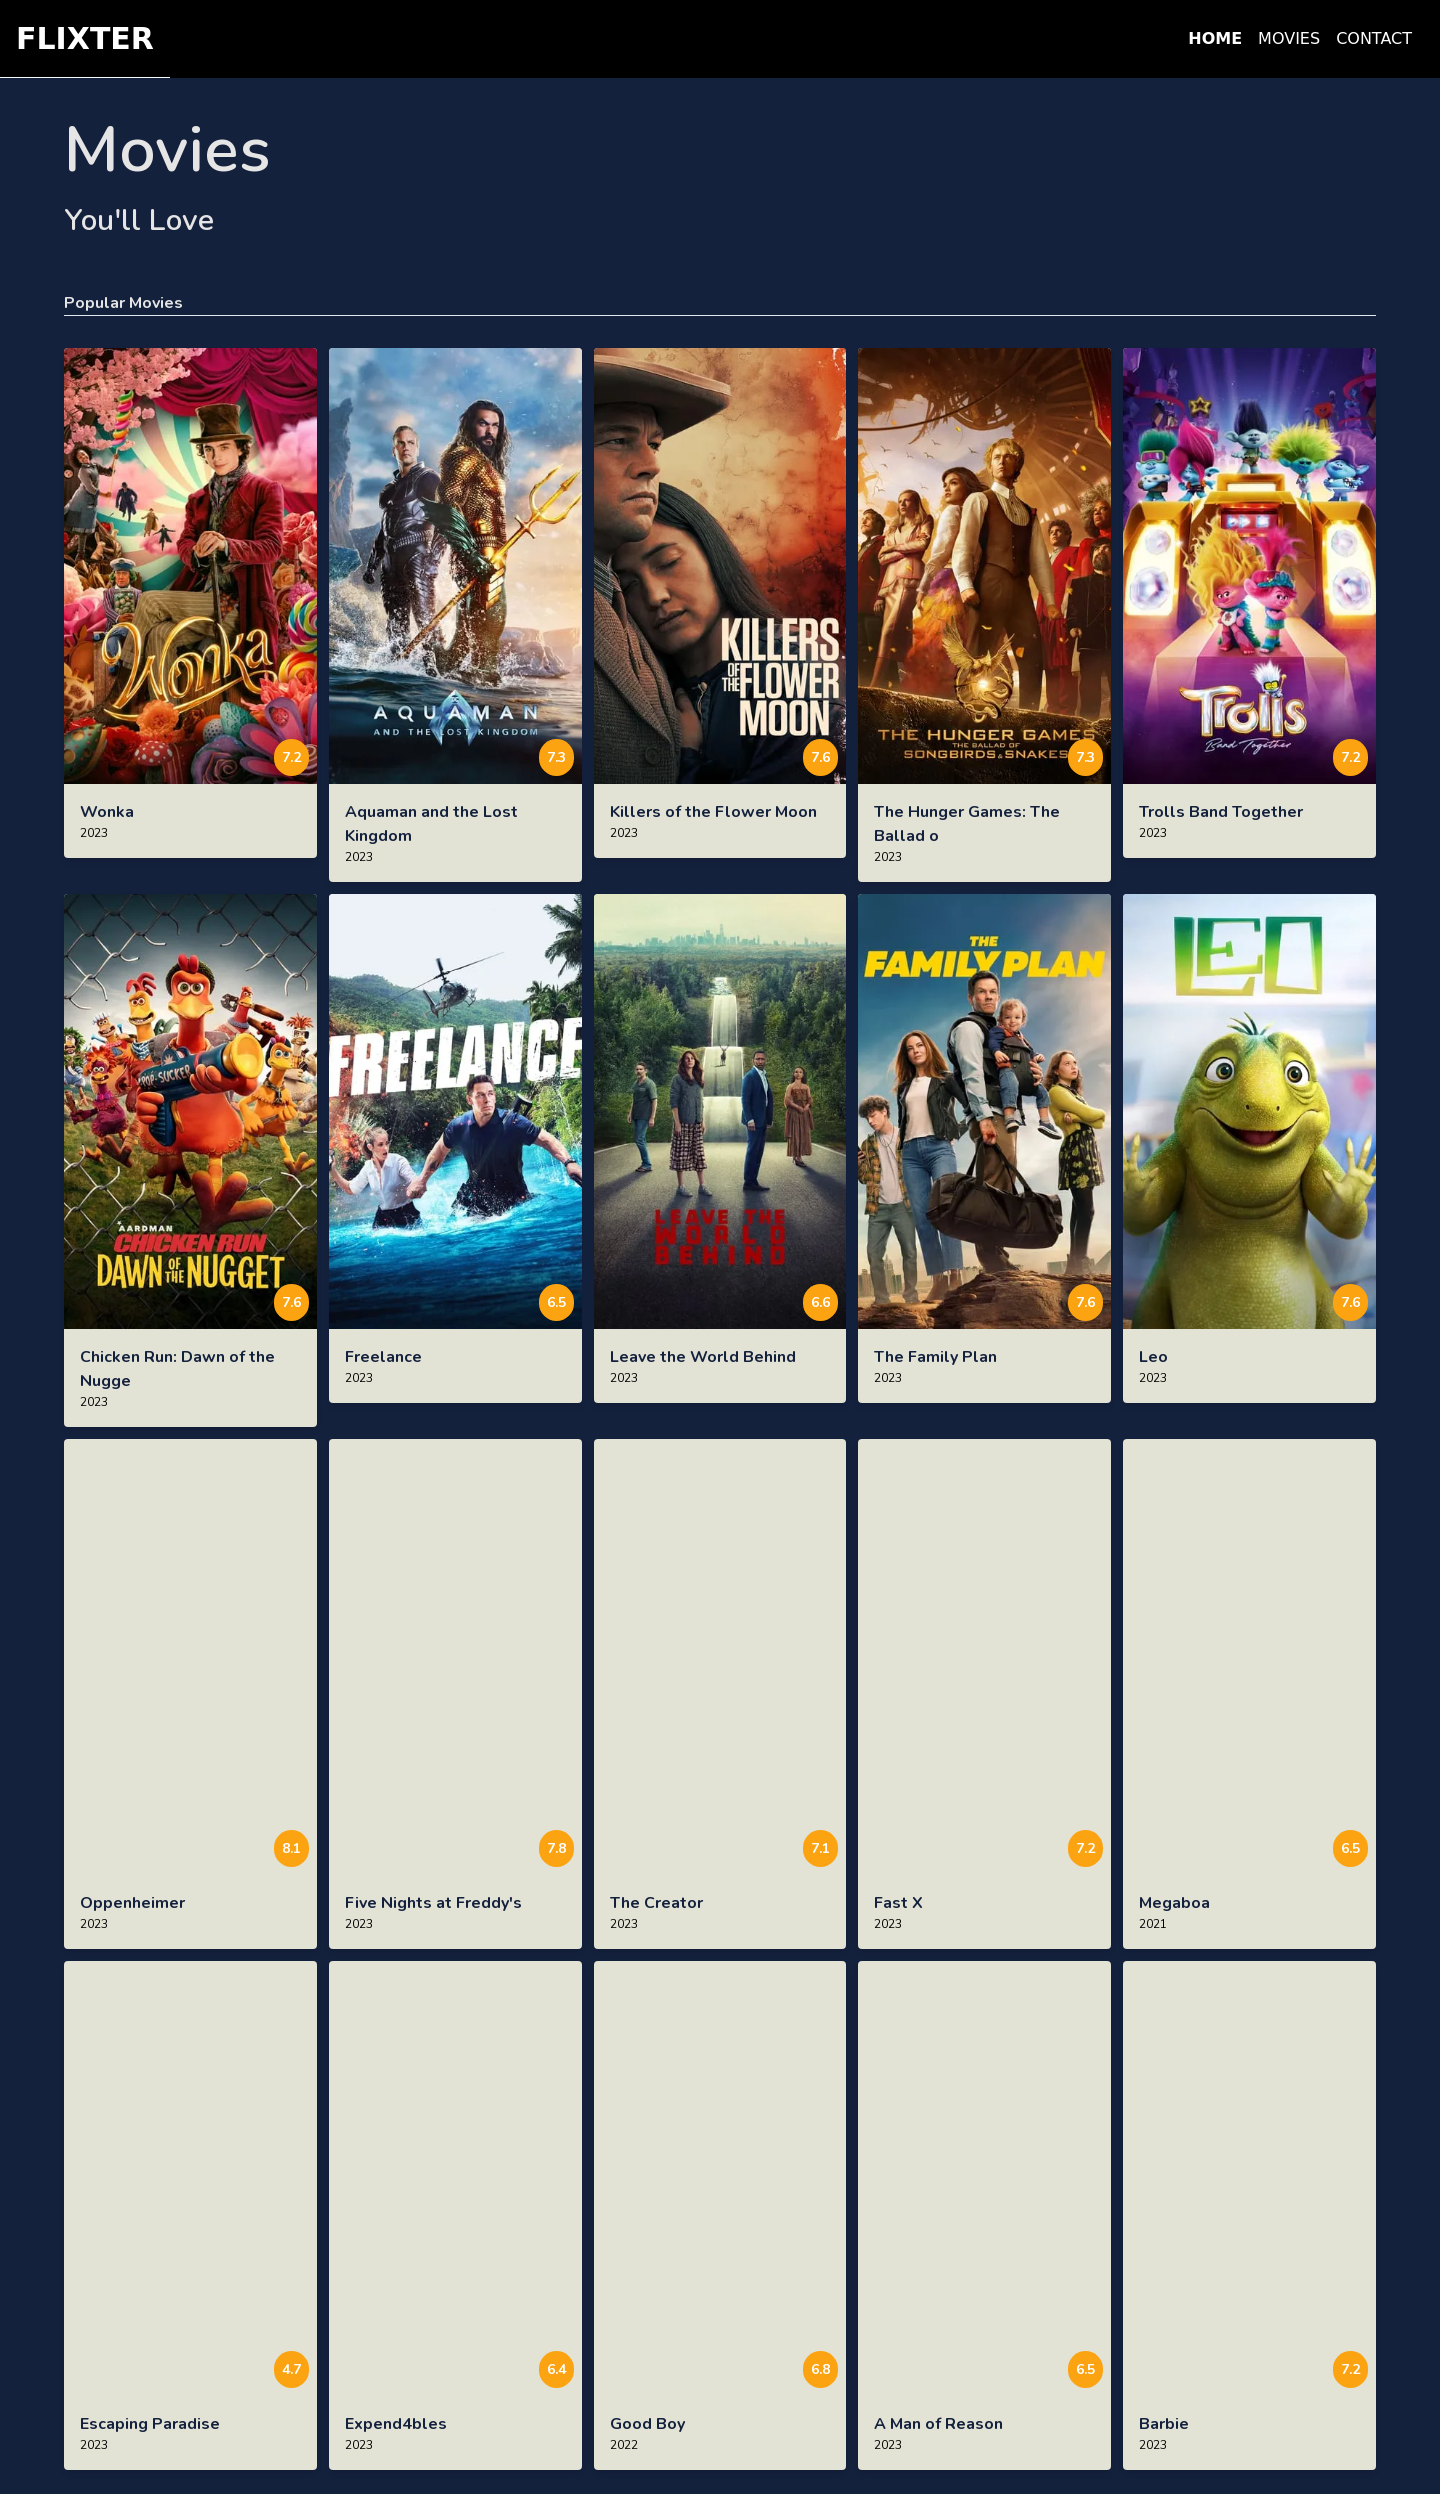 FLIXTER
HOME MOVIES CONTACT
Movies
You'll Love
Popular Movies
Wonka
7.2
AQUAMAN
AND THE LOST KINGDOM
7.3
KILLERS
OF THE FLOWER
MOON
7.6
THE HUNGER GAMES
THE BALLAD OF
SONGBIRDS & SNAKES
7.3
Trolls
Band Together
7.2
Wonka
2023
Aquaman and the Lost
Kingdom
2023
Killers of the Flower Moon
2023
The Hunger Games: The
Ballad o
2023
Trolls Band Together
2023
POP-SUCKER
AARDMAN
CHICKEN RUN
DAWN OF THE NUGGET
7.6
FREELANCE
6.5
LEAVE THE
WORLD
BEHIND
6.6
THE
FAMILY PLAN
7.6
LEO
7.6
Chicken Run: Dawn of the
Nugge
2023
Freelance
2023
Leave the World Behind
2023
The Family Plan
2023
Leo
2023
8.1
Oppenheimer
2023
7.8
Five Nights at Freddy's
2023
7.1
The Creator
2023
7.2
Fast X
2023
6.5
Megaboa
2021
4.7
Escaping Paradise
2023
6.4
Expend4bles
2023
6.8
Good Boy
2022
6.5
A Man of Reason
2023
7.2
Barbie
2023